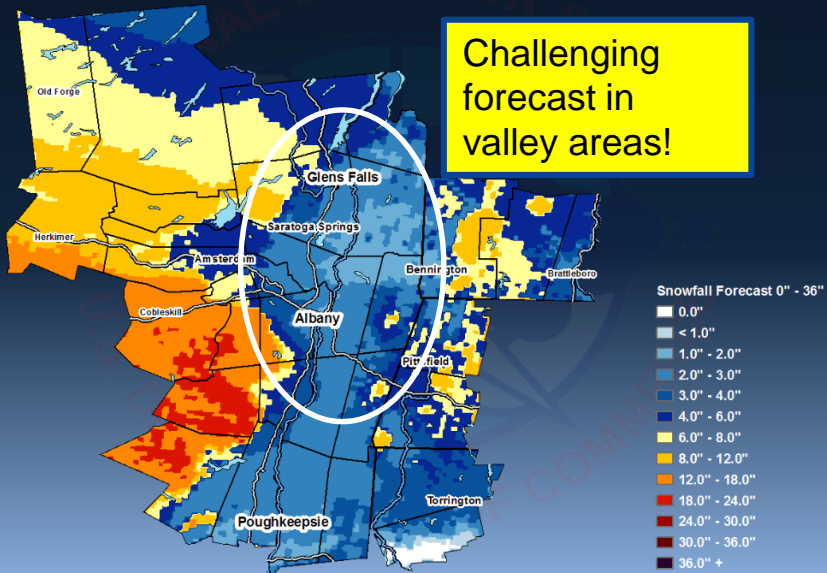 Challenging
forecast in
valley areas!
Old Forge
Glens Falls
Saratoga Springs
Herkimer
Amsterdam
Bennington
Brattleboro
Cobleskill
Albany
Pittsfield
Torrington
Poughkeepsie
Snowfall Forecast 0" - 36"
0.0"
< 1.0"
1.0" - 2.0"
2.0" - 3.0"
3.0" - 4.0"
4.0" - 6.0"
6.0" - 8.0"
8.0" - 12.0"
12.0" - 18.0"
18.0" - 24.0"
24.0" - 30.0"
30.0" - 36.0"
36.0" +